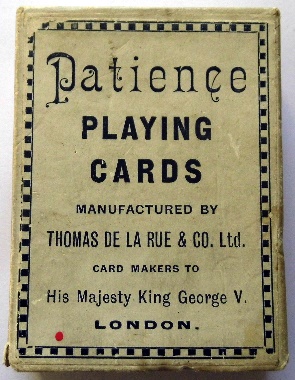 Patience
PLAYING
CARDS
MANUFACTURED BY
THOMAS DE LA RUE & CO. Ltd.
CARD MAKERS TO
His Majesty King George V.
LONDON.